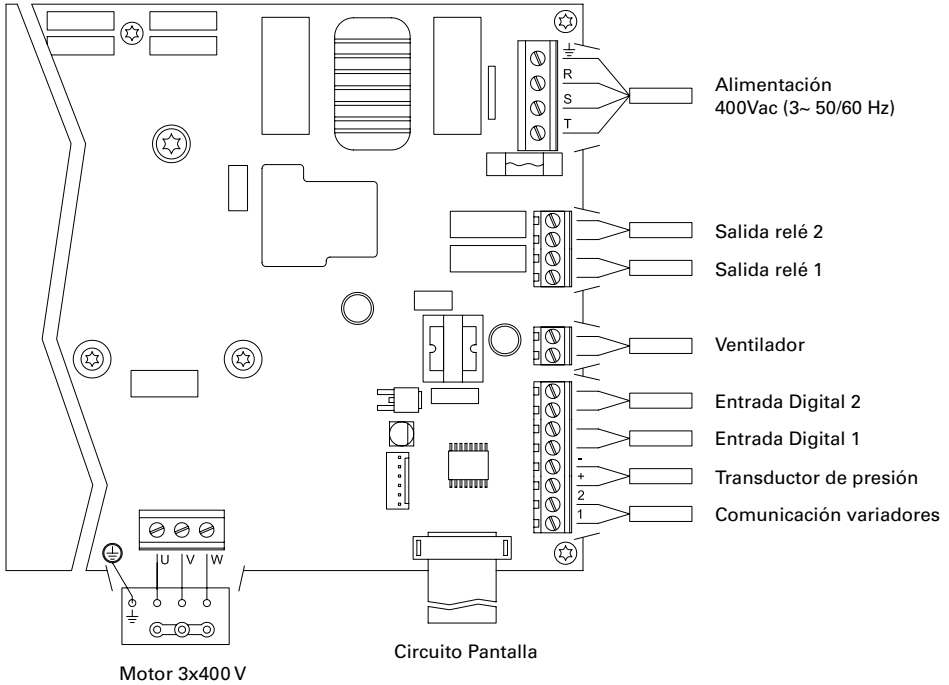 R
S
T
Alimentación
400Vac (3~ 50/60 Hz)
Salida relé 2
Salida relé 1
Ventilador
Entrada Digital 2
Entrada Digital 1
-
+
Transductor de presión
2
1
Comunicación variadores
U V W
Circuito Pantalla
Motor 3x400 V